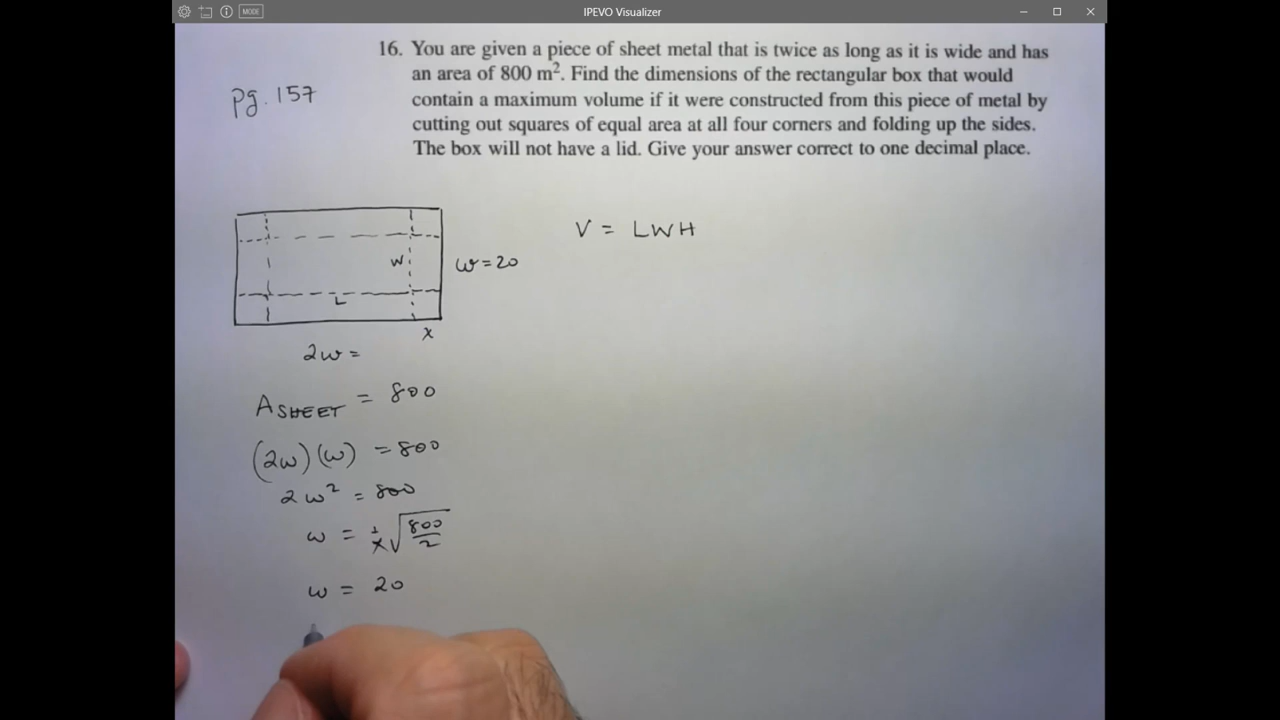 MODE
IPEVO Visualizer
16. You are given a piece of sheet metal that is twice as long as it is wide and has
an area of 800 m². Find the dimensions of the rectangular box that would
contain a maximum volume if it were constructed from this piece of metal by
cutting out squares of equal area at all four corners and folding up the sides.
The box will not have a lid. Give your answer correct to one decimal place.
pg. 157
V = LWH
W
w = 20
L
x
2w =
A SHEET = 800
(2w)(w) = 800
2w² = 800
w = ±√(800/2)
w = 20